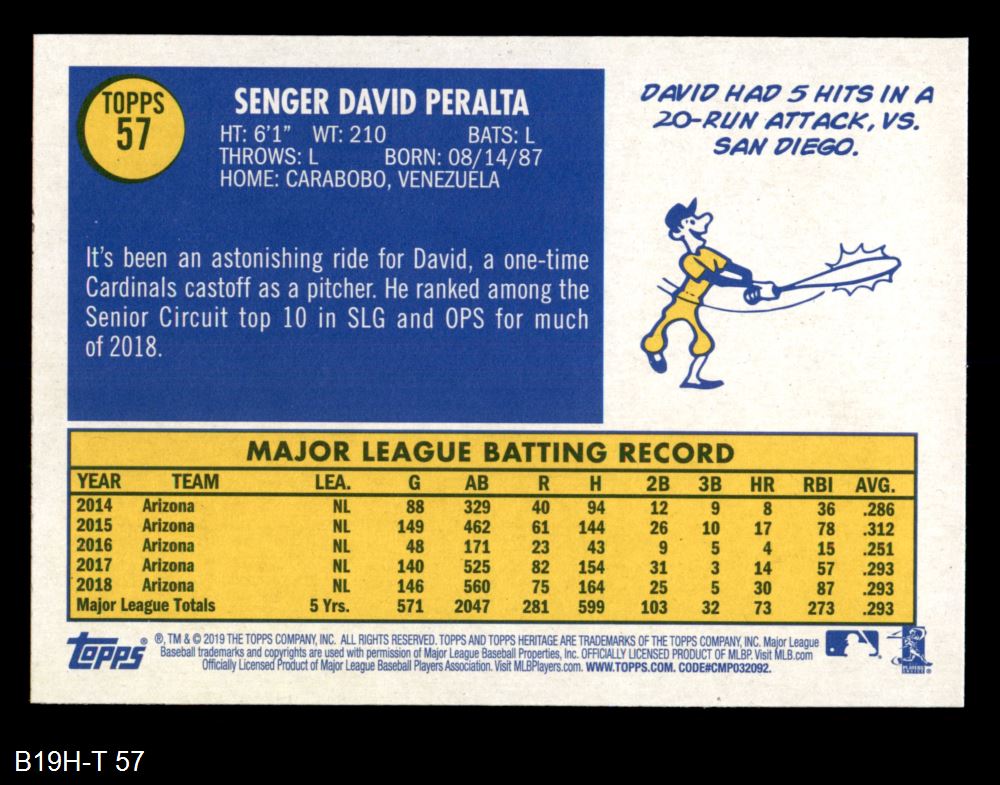 TOPPS
57
SENGER DAVID PERALTA
HT: 6'1" WT: 210 BATS: L
THROWS: L BORN: 08/14/87
HOME: CARABOBO, VENEZUELA
It's been an astonishing ride for David, a one-time
Cardinals castoff as a pitcher. He ranked among the
Senior Circuit top 10 in SLG and OPS for much
of 2018.
DAVID HAD 5 HITS IN A
20-RUN ATTACK, VS.
SAN DIEGO.
MAJOR LEAGUE BATTING RECORD
YEAR TEAM LEA. G AB R H 2B 3B HR RBI AVG.
2014 Arizona NL 88 329 40 94 12 9 8 36 .286
2015 Arizona NL 149 462 61 144 26 10 17 78 .312
2016 Arizona NL 48 171 23 43 9 5 4 15 .251
2017 Arizona NL 140 525 82 154 31 3 14 57 .293
2018 Arizona NL 146 560 75 164 25 5 30 87 .293
Major League Totals 5 Yrs. 571 2047 281 599 103 32 73 273 .293
Topps ®
®, TM & © 2019 THE TOPPS COMPANY, INC. ALL RIGHTS RESERVED. TOPPS AND TOPPS HERITAGE ARE TRADEMARKS OF THE TOPPS COMPANY, INC. Major League
Baseball trademarks and copyrights are used with permission of Major League Baseball Properties, Inc. OFFICIALLY LICENSED PRODUCT OF MLBP. Visit MLB.com
Officially Licensed Product of Major League Baseball Players Association. Visit MLBPlayers.com. WWW.TOPPS.COM. CODE#CMP032092.
B19H-T 57